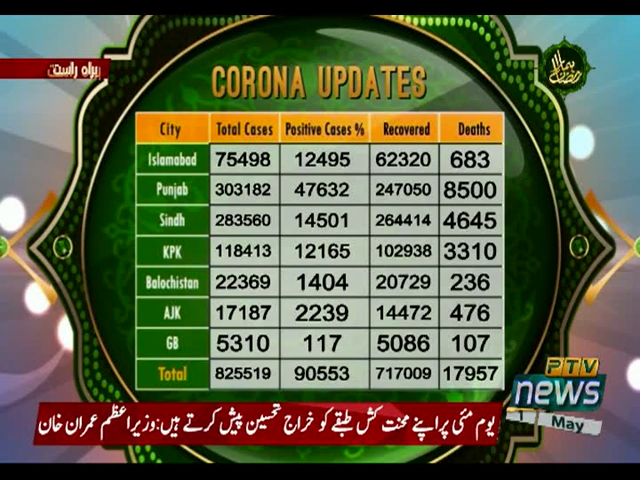 براہ راست
CORONA UPDATES
City Total Cases Positive Cases % Recovered Deaths
Islamabad 75498 12495 62320 683
Punjab 303182 47632 247050 8500
Sindh 283560 14501 264414 4645
KPK 118413 12165 102938 3310
Balochistan 22369 1404 20729 236
AJK 17187 2239 14472 476
GB 5310 117 5086 107
Total 825519 90553 717009 17957
PTV
news
1 May
یوم مئی پر اپنے محنت کش طبقے کو خراج تحسین پیش کرتے ہیں:وزیراعظم عمران خان